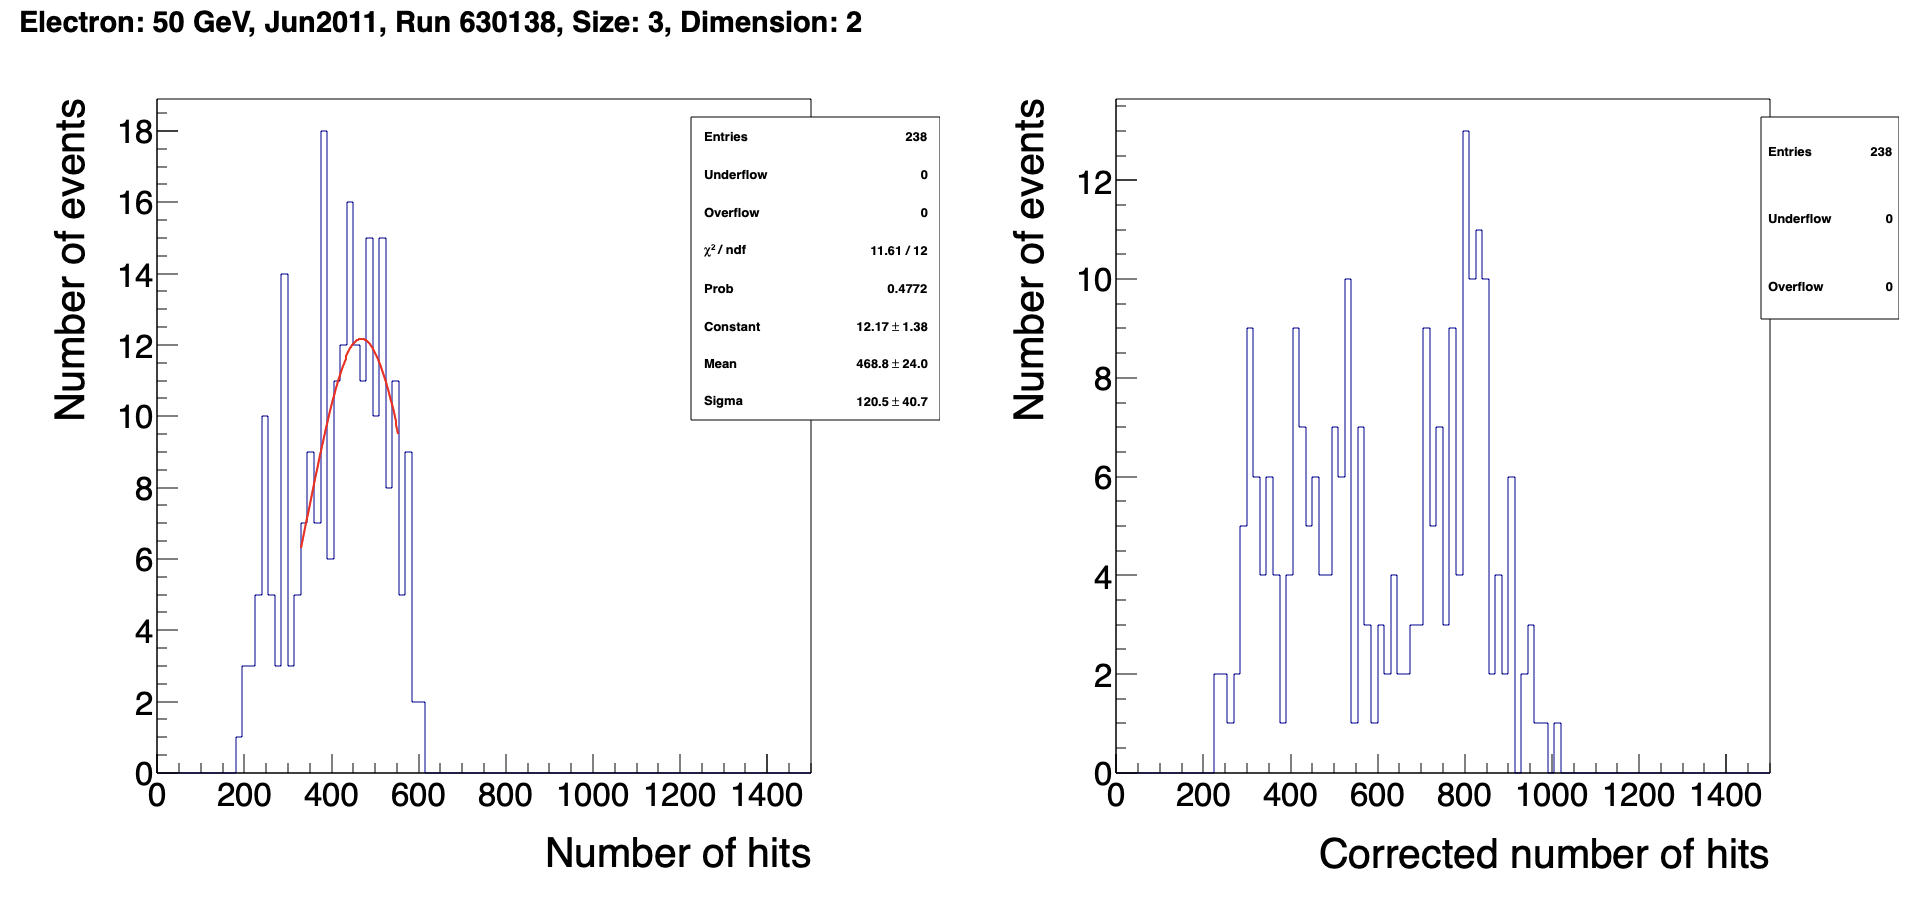 Electron: 50 GeV, Jun2011, Run 630138, Size: 3, Dimension: 2
Number of events
18
16
14
12
10
8
6
4
2
0
0 200 400 600 800 1000 1200 1400
Number of hits
Entries 238
Underflow 0
Overflow 0
χ² / ndf 11.61 / 12
Prob 0.4772
Constant 12.17 ± 1.38
Mean 468.8 ± 24.0
Sigma 120.5 ± 40.7
Number of events
12
10
8
6
4
2
0
0 200 400 600 800 1000 1200 1400
Corrected number of hits
Entries 238
Underflow 0
Overflow 0